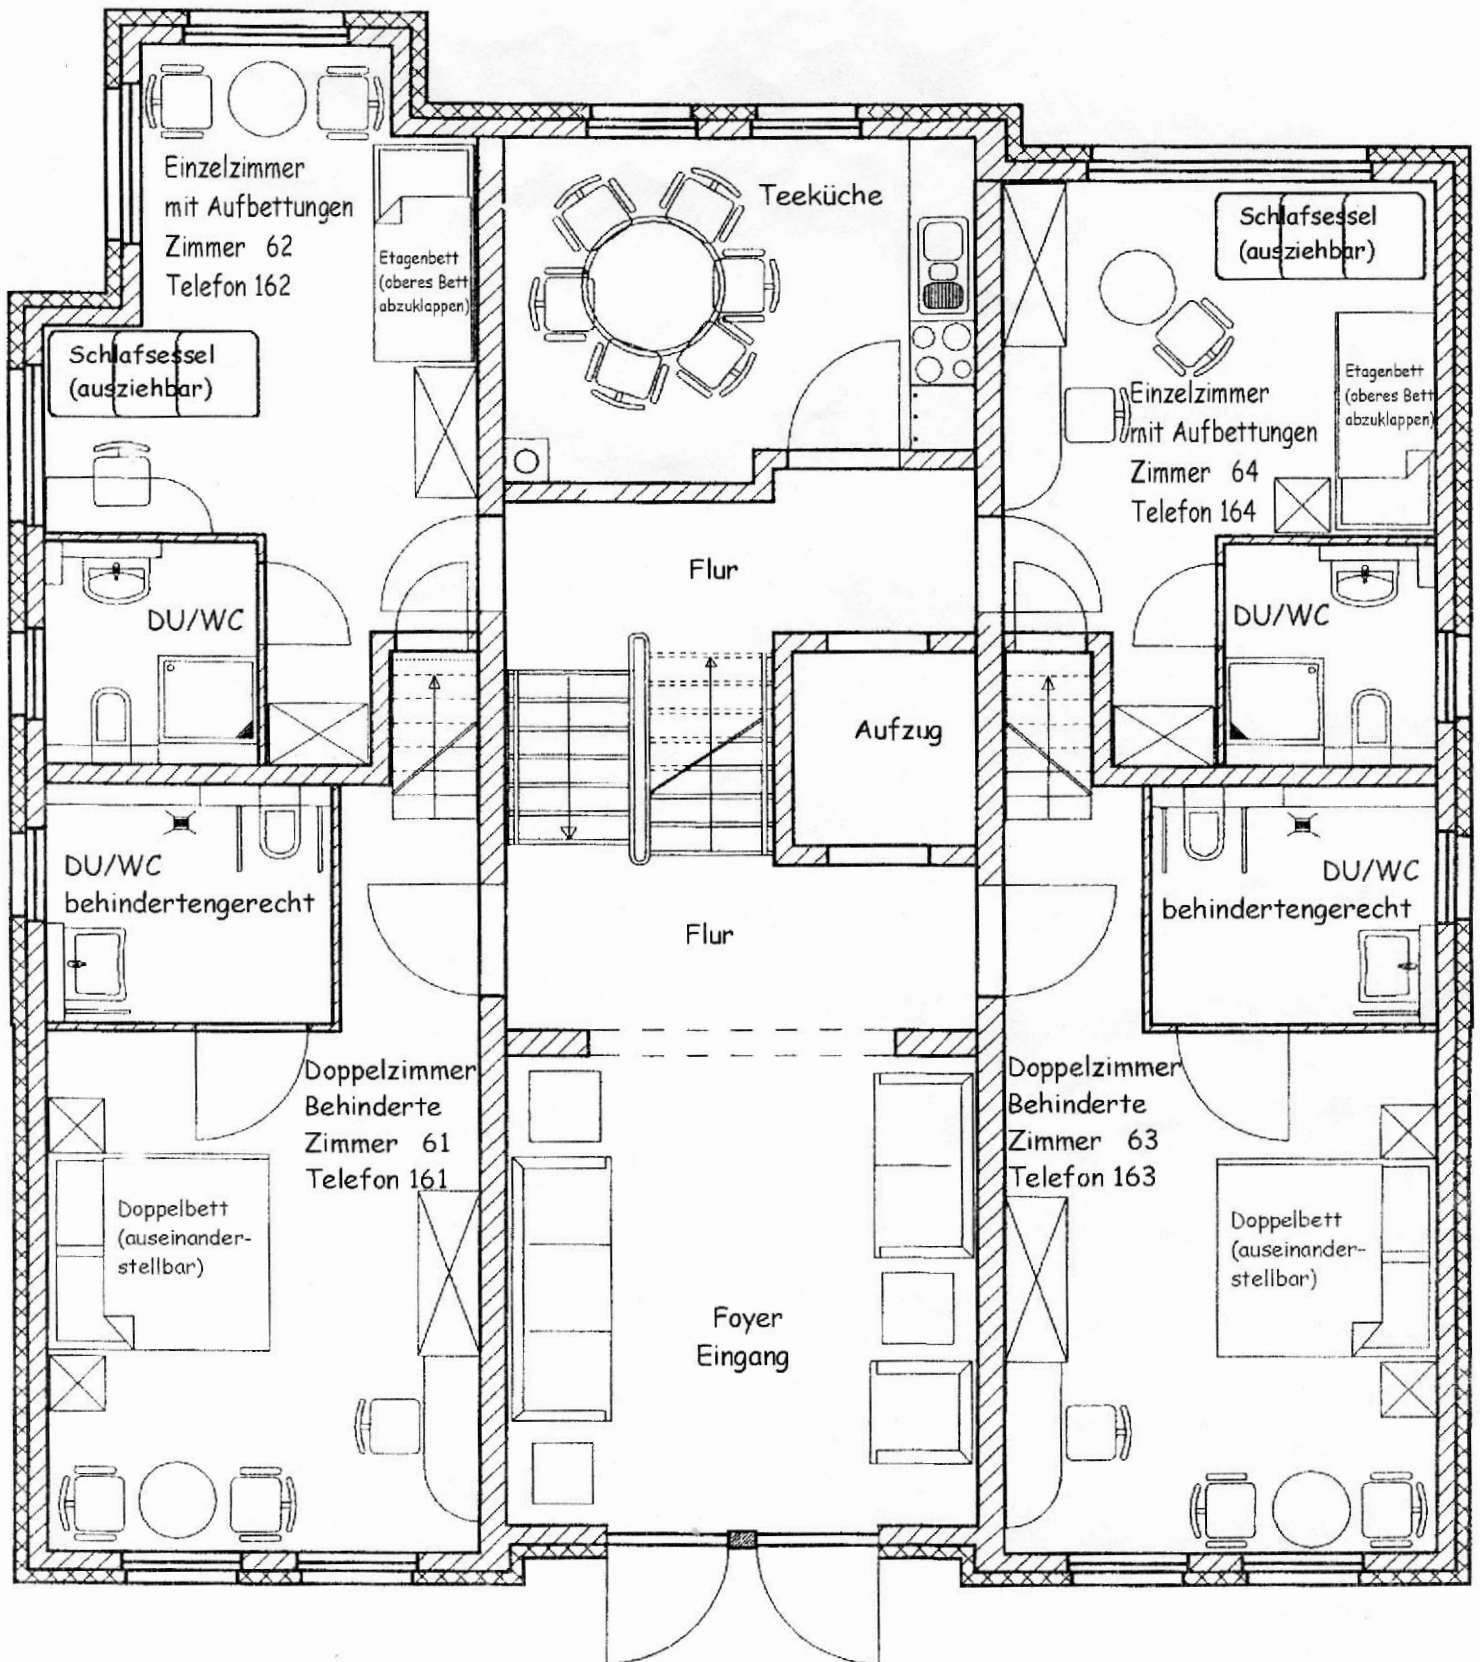 Einzelzimmer
mit Aufbettungen
Zimmer 62
Telefon 162
Etagenbett
(oberes Bett
abzuklappen)
Schlafsessel
(ausziehbar)
DU/WC
Teeküche
Schlafsessel
(ausziehbar)
Etagenbett
(oberes Bett
abzuklappen)
Einzelzimmer
mit Aufbettungen
Zimmer 64
Telefon 164
DU/WC
Flur
Aufzug
DU/WC
behindertengerecht
Flur
DU/WC
behindertengerecht
Doppelzimmer
Behinderte
Zimmer 61
Telefon 161
Doppelbett
(auseinander-
stellbar)
Doppelzimmer
Behinderte
Zimmer 63
Telefon 163
Doppelbett
(auseinander-
stellbar)
Foyer
Eingang